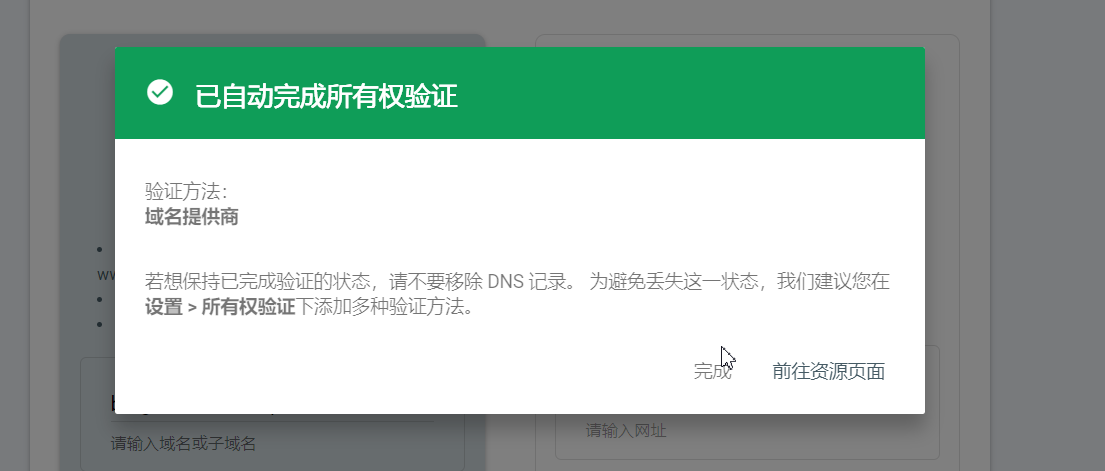 已自动完成所有权验证
验证方法：
域名提供商
若想保持已完成验证的状态，请不要移除 DNS 记录。 为避免丢失这一状态，我们建议您在
设置 > 所有权验证下添加多种验证方法。
完成 前往资源页面
请输入域名或子域名
请输入网址